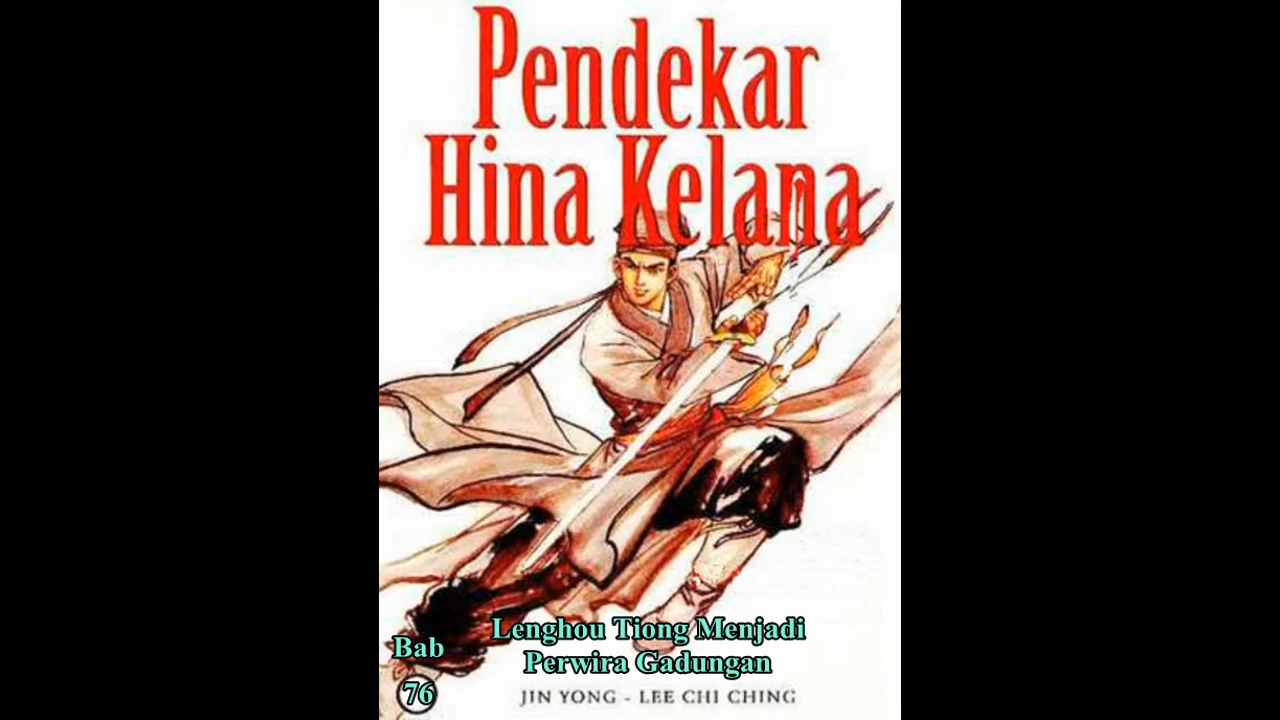 Pendekar
Hina Kelana
Lenghou Tiong Menjadi
Perwira Gadungan
Bab
76
JIN YONG - LEE CHI CHING